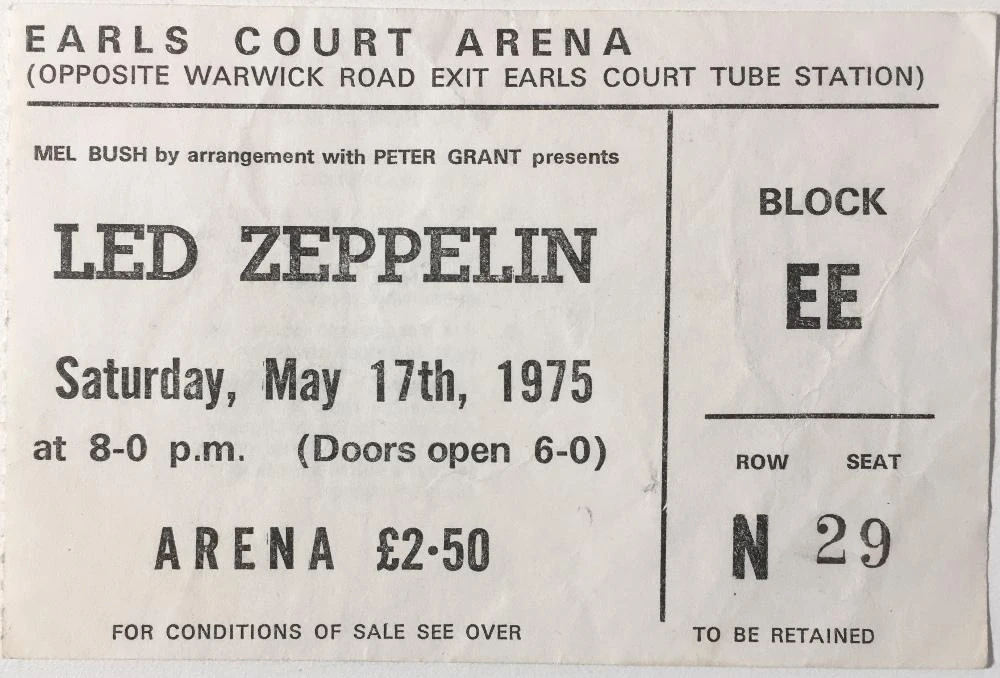 EARLS COURT ARENA
(OPPOSITE WARWICK ROAD EXIT EARLS COURT TUBE STATION)
MEL BUSH by arrangement with PETER GRANT presents
LED ZEPPELIN
Saturday, May 17th, 1975
at 8-0 p.m. (Doors open 6-0)
ARENA £2·50
FOR CONDITIONS OF SALE SEE OVER
BLOCK
EE
ROW SEAT
N 29
TO BE RETAINED